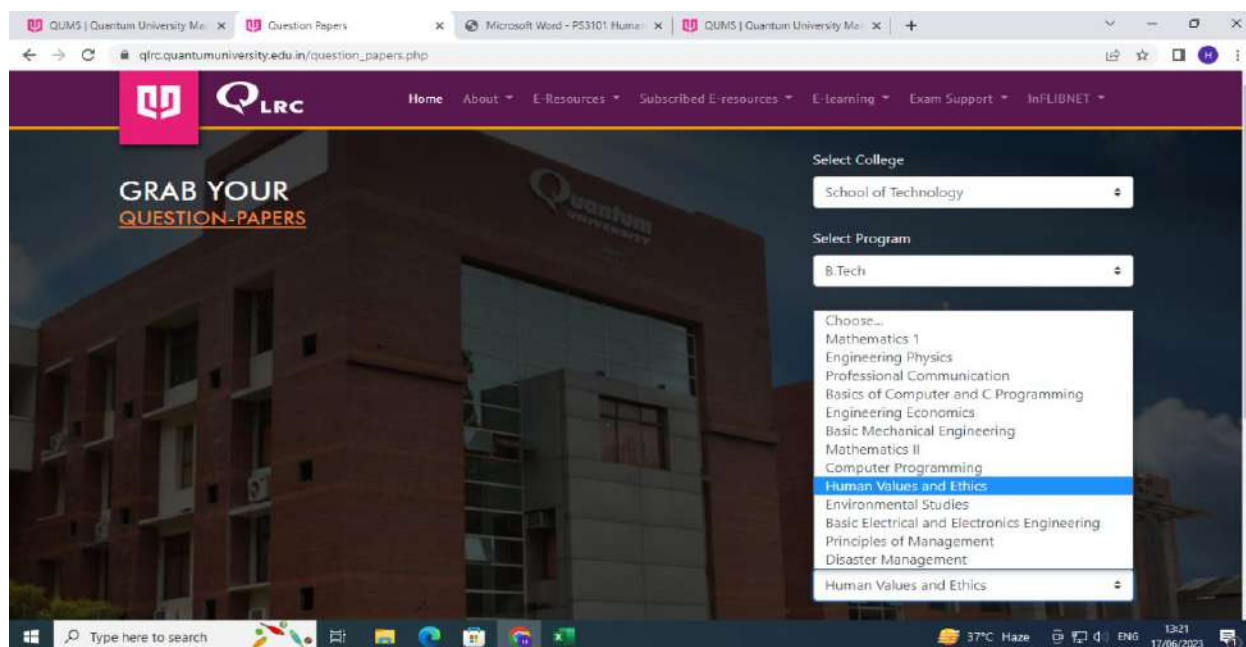 QUMS | Quantum University Ma
Question Papers
Microsoft Word - PS3101 Human
QUMS | Quantum University Ma
qlrc.quantumuniversity.edu.in/question_papers.php
H
QLRC
Home About E-Resources Subscribed E-resources E-learning Exam Support InFLIBNET
GRAB YOUR
QUESTION-PAPERS
Quantum
UNIVERSITY
Select College
School of Technology
Select Program
B.Tech
Choose...
Mathematics 1
Engineering Physics
Professional Communication
Basics of Computer and C Programming
Engineering Economics
Basic Mechanical Engineering
Mathematics II
Computer Programming
Human Values and Ethics
Environmental Studies
Basic Electrical and Electronics Engineering
Principles of Management
Disaster Management
Human Values and Ethics
Type here to search
37°C Haze
ENG
13:21
17/06/2023